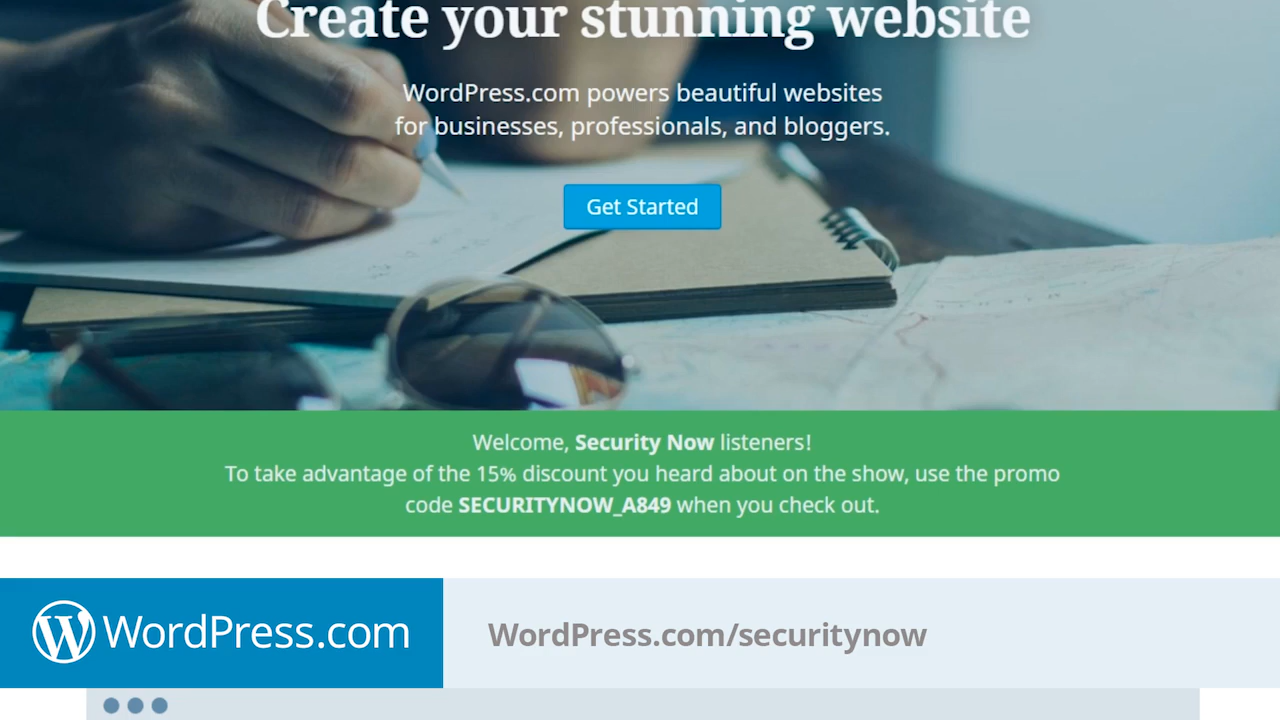 Create your stunning website
WordPress.com powers beautiful websites
for businesses, professionals, and bloggers.
Get Started
Welcome, Security Now listeners!
To take advantage of the 15% discount you heard about on the show, use the promo
code SECURITYNOW_A849 when you check out.
WordPress.com
WordPress.com/securitynow